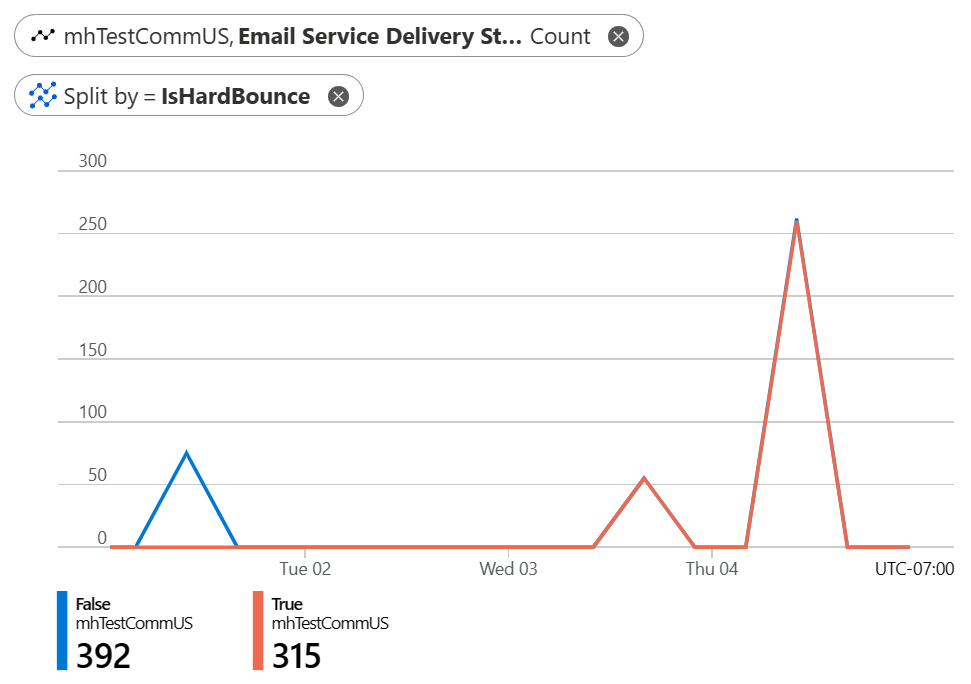 mhTestCommUS, Email Service Delivery St... Count
Split by = IsHardBounce
300
250
200
150
100
50
0
Tue 02 Wed 03 Thu 04 UTC-07:00
False True
mhTestCommUS mhTestCommUS
392 315